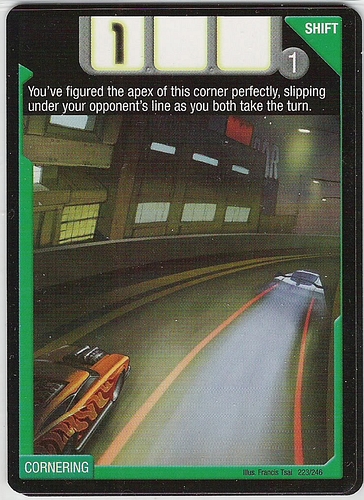 1
SHIFT
1
You've figured the apex of this corner perfectly, slipping
under your opponent's line as you both take the turn.
CORNERING
Illus. Francis Tsai 223/246